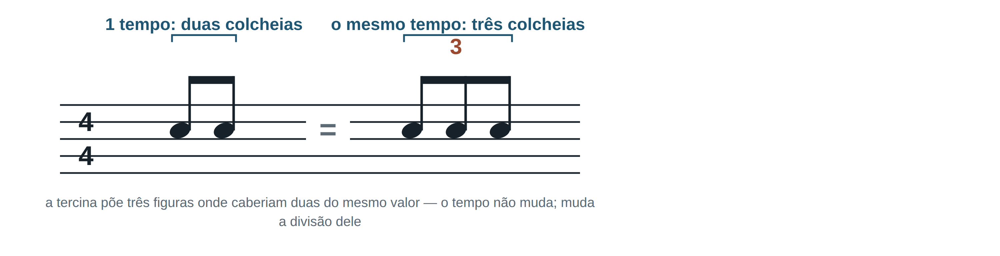 1 tempo: duas colcheias o mesmo tempo: três colcheias
3
4
=
4
a tercina põe três figuras onde caberiam duas do mesmo valor — o tempo não muda; muda
a divisão dele